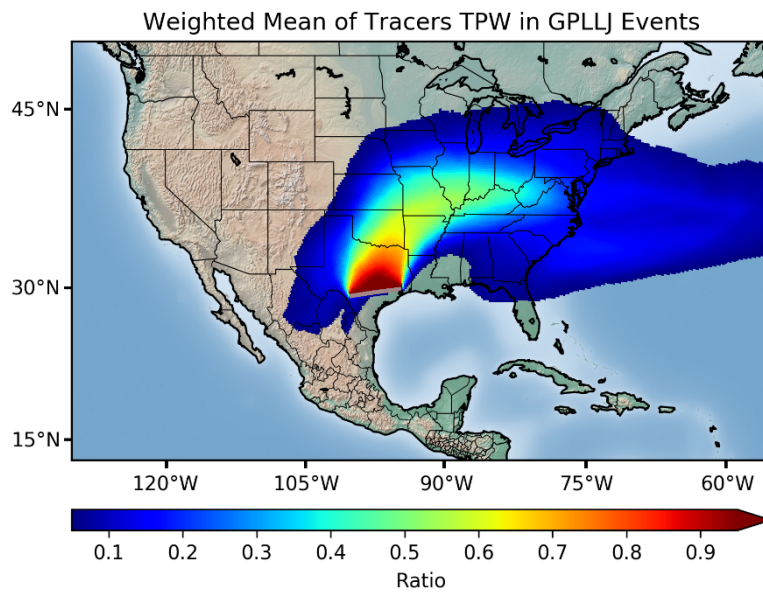 Weighted Mean of Tracers TPW in GPLLJ Events
45°N
30°N
15°N
120°W 105°W 90°W 75°W 60°W
0.1 0.2 0.3 0.4 0.5 0.6 0.7 0.8 0.9
Ratio